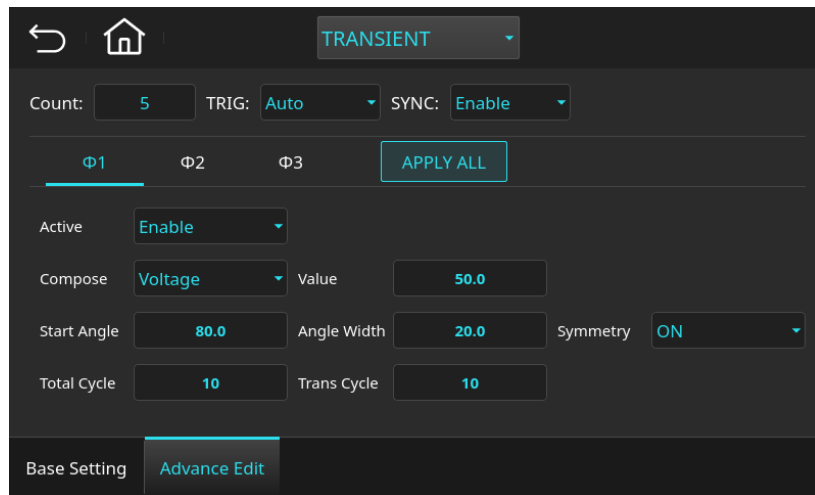 TRANSIENT
Count: 5 TRIG: Auto SYNC: Enable
Φ1 Φ2 Φ3 APPLY ALL
Active Enable
Compose Voltage Value 50.0
Start Angle 80.0 Angle Width 20.0 Symmetry ON
Total Cycle 10 Trans Cycle 10
Base Setting Advance Edit